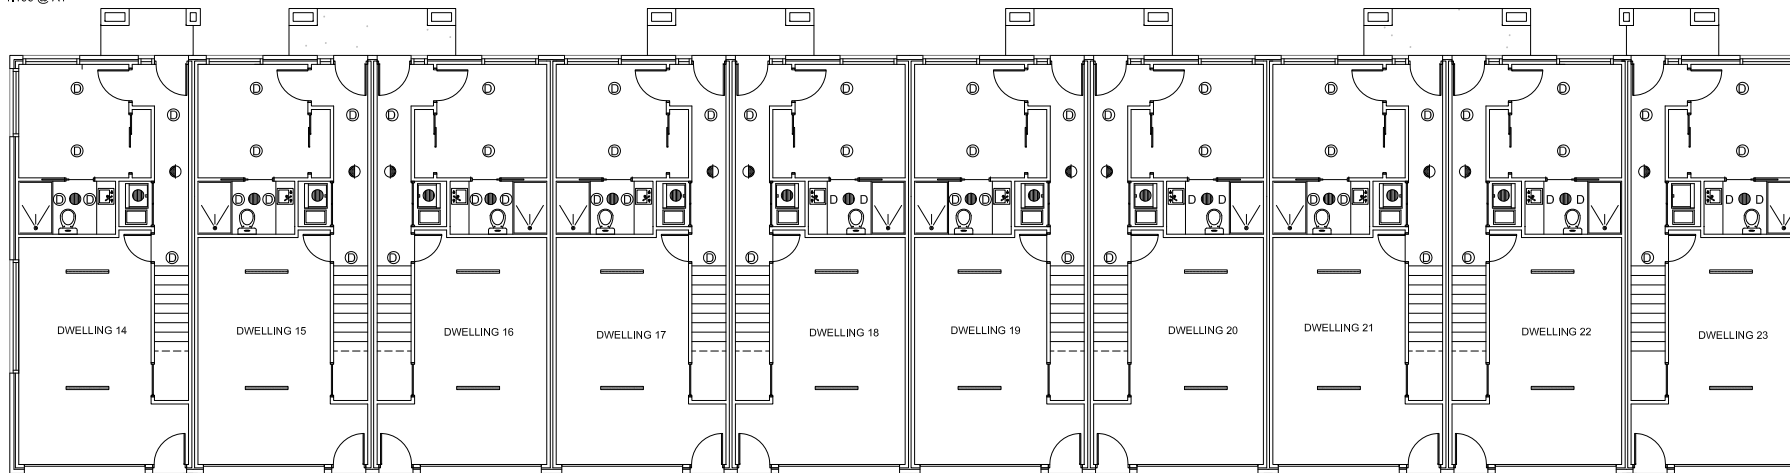 D D D D D D D D D D
D D D D D D D D D D
D D D D D D D D D D
D D D D D D D D D D D D D D D D D D D D
D D D D D D D D D D
DWELLING 14
DWELLING 15
DWELLING 16
DWELLING 17
DWELLING 18
DWELLING 19
DWELLING 20
DWELLING 21
DWELLING 22
DWELLING 23